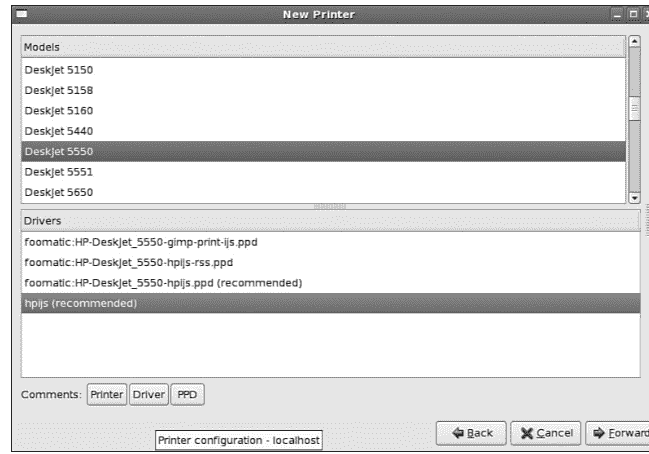 New Printer
Models
DeskJet 5150
DeskJet 5158
DeskJet 5160
DeskJet 5440
DeskJet 5550
DeskJet 5551
DeskJet 5650
Drivers
foomatic:HP-DeskJet_5550-gimp-print-ijs.ppd
foomatic:HP-DeskJet_5550-hpijs-rss.ppd
foomatic:HP-DeskJet_5550-hpijs.ppd (recommended)
hpijs (recommended)
Comments: Printer Driver PPD
Back Cancel Forward
Printer configuration - localhost